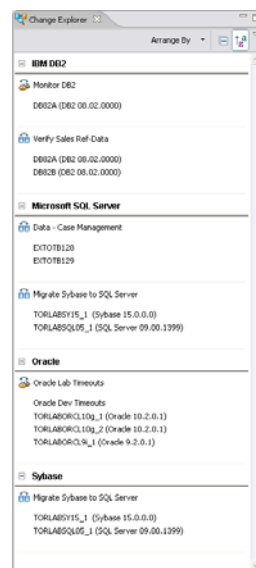 Change Explorer
Arrange By
IBM DB2
Monitor DB2
DB82A (DB2 08.02.0000)
Verify Sales Ref-Data
DB82A (DB2 08.02.0000)
DB82B (DB2 08.02.0000)
Microsoft SQL Server
Data - Case Management
EXTOTB128
EXTOTB129
Migrate Sybase to SQL Server
TORLABSY15_1 (Sybase 15.0.0.0)
TORLABSQL05_1 (SQL Server 09.00.1399)
Oracle
Oracle Lab Timeouts
Oracle Dev Timeouts
TORLABORCL10g_1 (Oracle 10.2.0.1)
TORLABORCL10g_2 (Oracle 10.2.0.1)
TORLABORCL9i_1 (Oracle 9.2.0.1)
Sybase
Migrate Sybase to SQL Server
TORLABSY15_1 (Sybase 15.0.0.0)
TORLABSQL05_1 (SQL Server 09.00.1399)